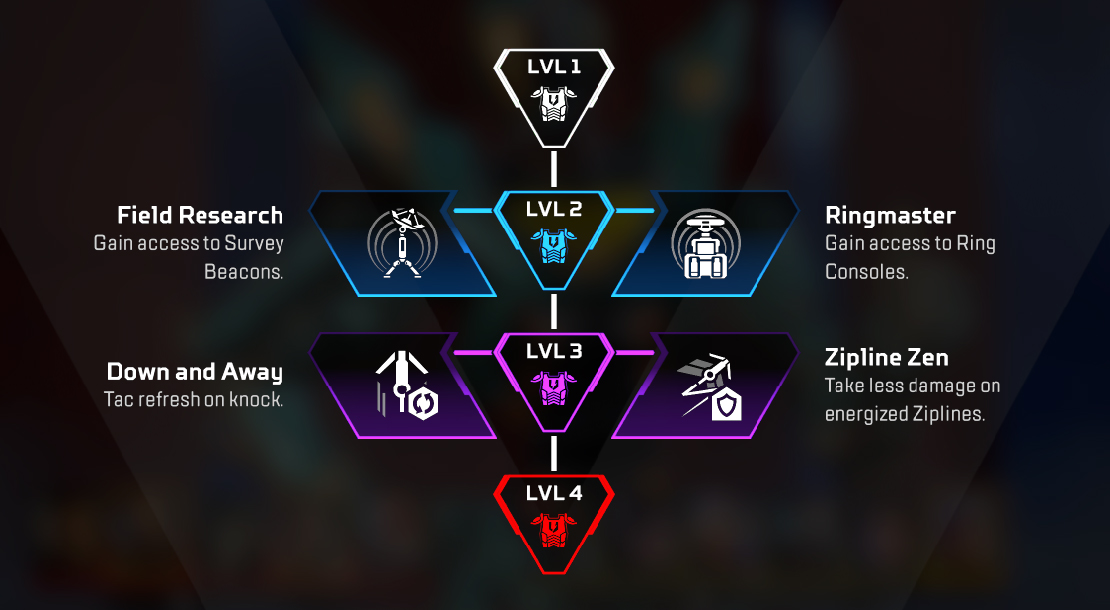 LVL 1
Field Research
Gain access to Survey
Beacons.
LVL 2
Ringmaster
Gain access to Ring
Consoles.
Down and Away
Tac refresh on knock.
LVL 3
Zipline Zen
Take less damage on
energized Ziplines.
LVL 4